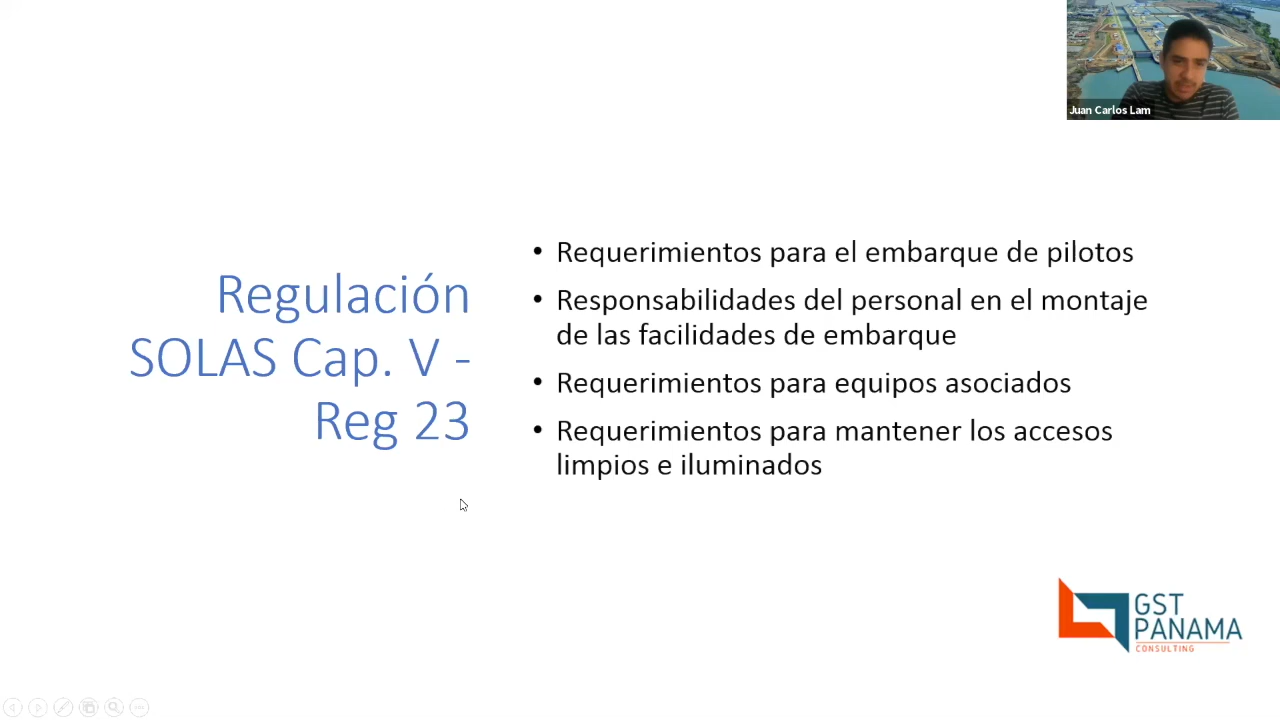 Juan Carlos Lam
Regulación
SOLAS Cap. V -
Reg 23
• Requerimientos para el embarque de pilotos
• Responsabilidades del personal en el montaje
de las facilidades de embarque
• Requerimientos para equipos asociados
• Requerimientos para mantener los accesos
limpios e iluminados
GST
PANAMA
CONSULTING